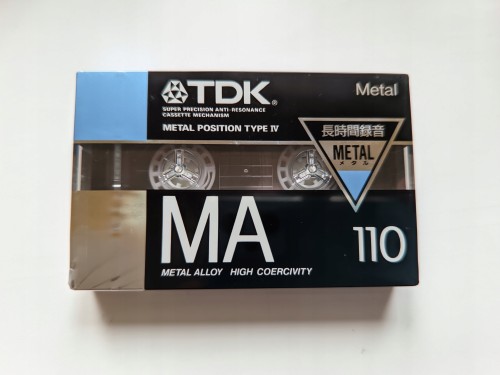 TDK®
SUPER PRECISION ANTI-RESONANCE
CASSETTE MECHANISM
METAL POSITION TYPE IV
Metal
長時間録音
METAL
メタル
MA
110
METAL ALLOY HIGH COERCIVITY